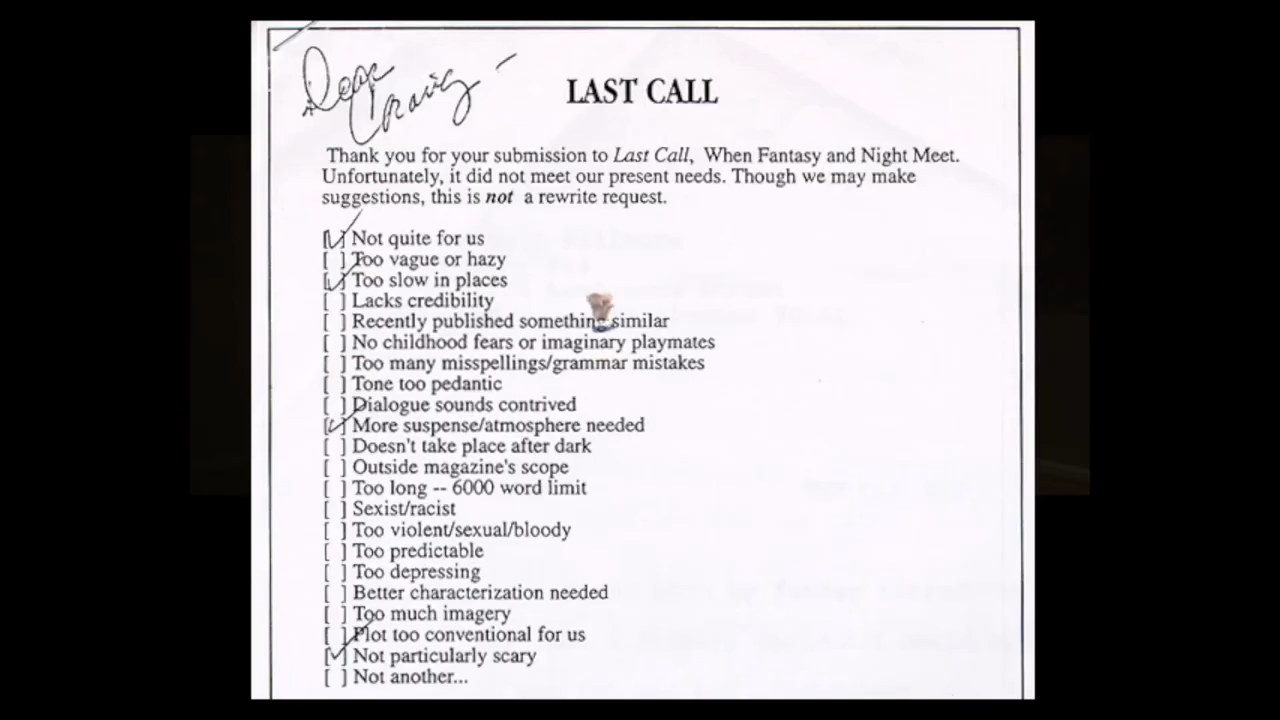 Dear
Craig –
LAST CALL
Thank you for your submission to Last Call, When Fantasy and Night Meet.
Unfortunately, it did not meet our present needs. Though we may make
suggestions, this is not a rewrite request.
[✓] Not quite for us
[ ] Too vague or hazy
[✓] Too slow in places
[ ] Lacks credibility
[ ] Recently published something similar
[ ] No childhood fears or imaginary playmates
[ ] Too many misspellings/grammar mistakes
[ ] Tone too pedantic
[ ] Dialogue sounds contrived
[✓] More suspense/atmosphere needed
[ ] Doesn't take place after dark
[ ] Outside magazine's scope
[ ] Too long -- 6000 word limit
[ ] Sexist/racist
[ ] Too violent/sexual/bloody
[ ] Too predictable
[ ] Too depressing
[ ] Better characterization needed
[ ] Too much imagery
[ ] Plot too conventional for us
[✓] Not particularly scary
[ ] Not another...